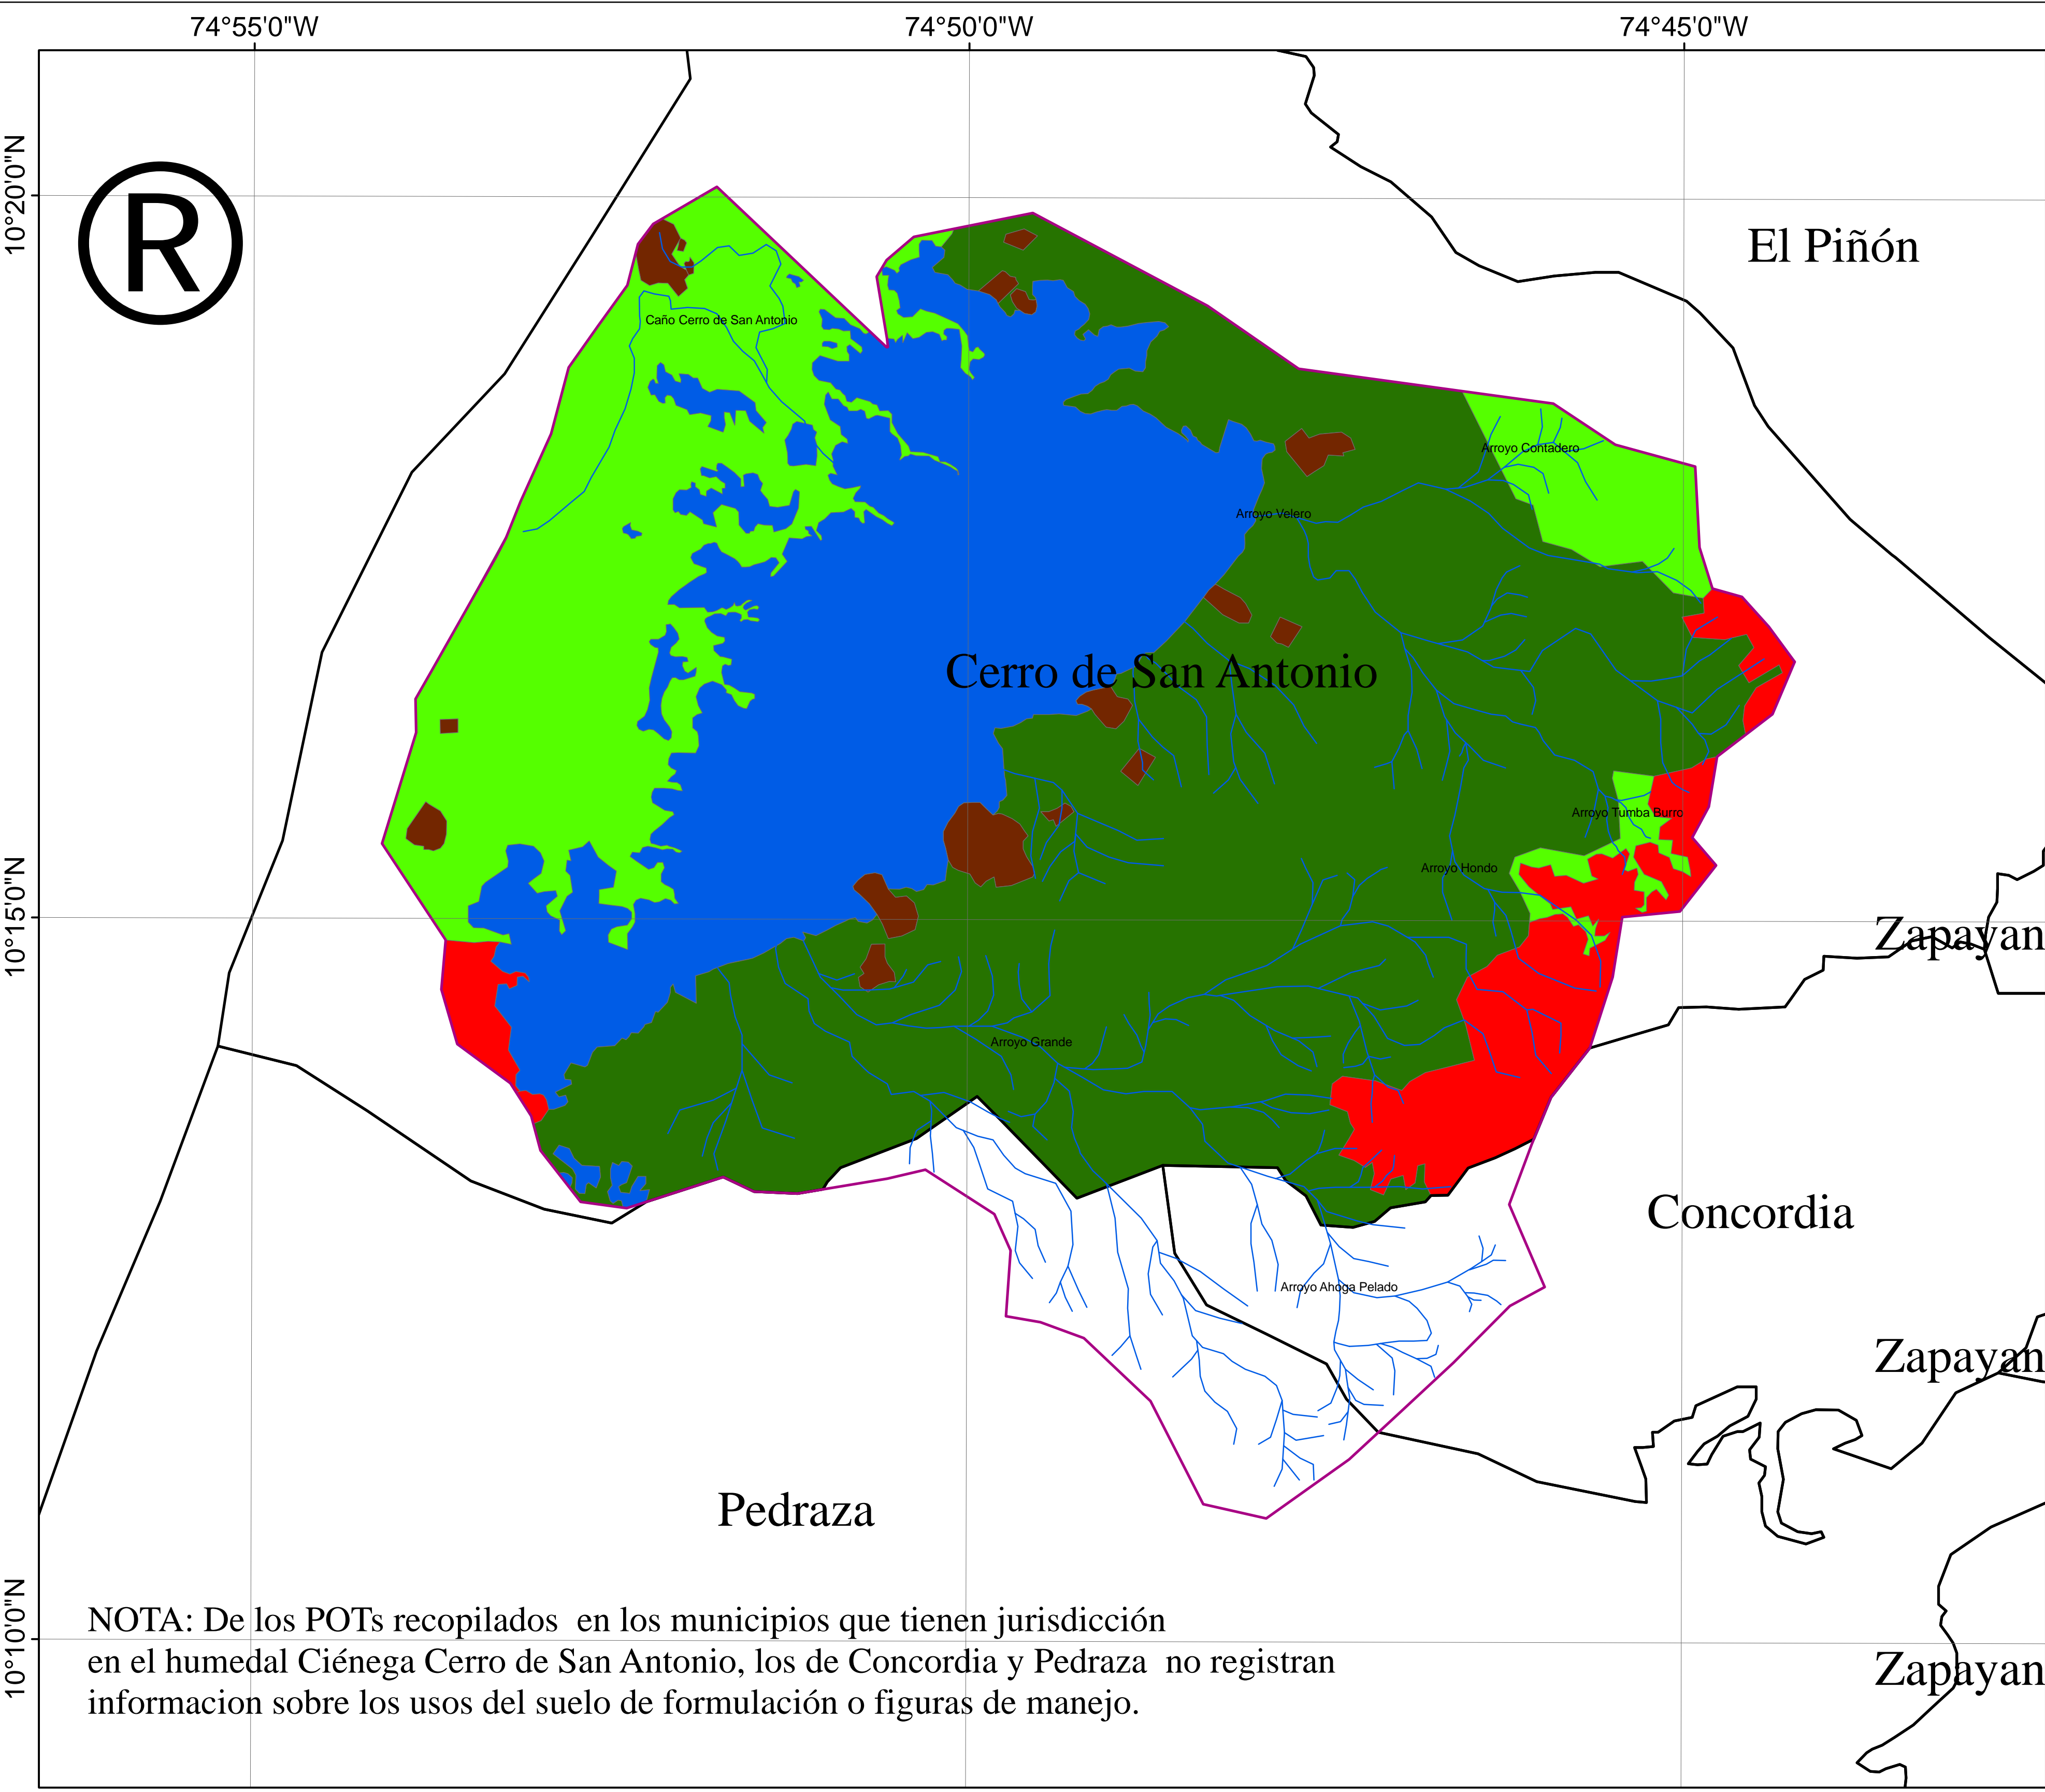 74°55'0"W
74°50'0"W
74°45'0"W
10°20'0"N
®
El Piñón
Caño Cerro de San Antonio
Arroyo Contadero
Arroyo Velero
Cerro de San Antonio
Arroyo Tumba Burro
Arroyo Hondo
10°15'0"N
Zapayan
Arroyo Grande
Concordia
Arroyo Ahoga Pelado
Zapayan
Pedraza
10°10'0"N
NOTA: De los POTs recopilados  en los municipios que tienen jurisdicción
en el humedal Ciénega Cerro de San Antonio, los de Concordia y Pedraza  no registran
informacion sobre los usos del suelo de formulación o figuras de manejo.
Zapayan